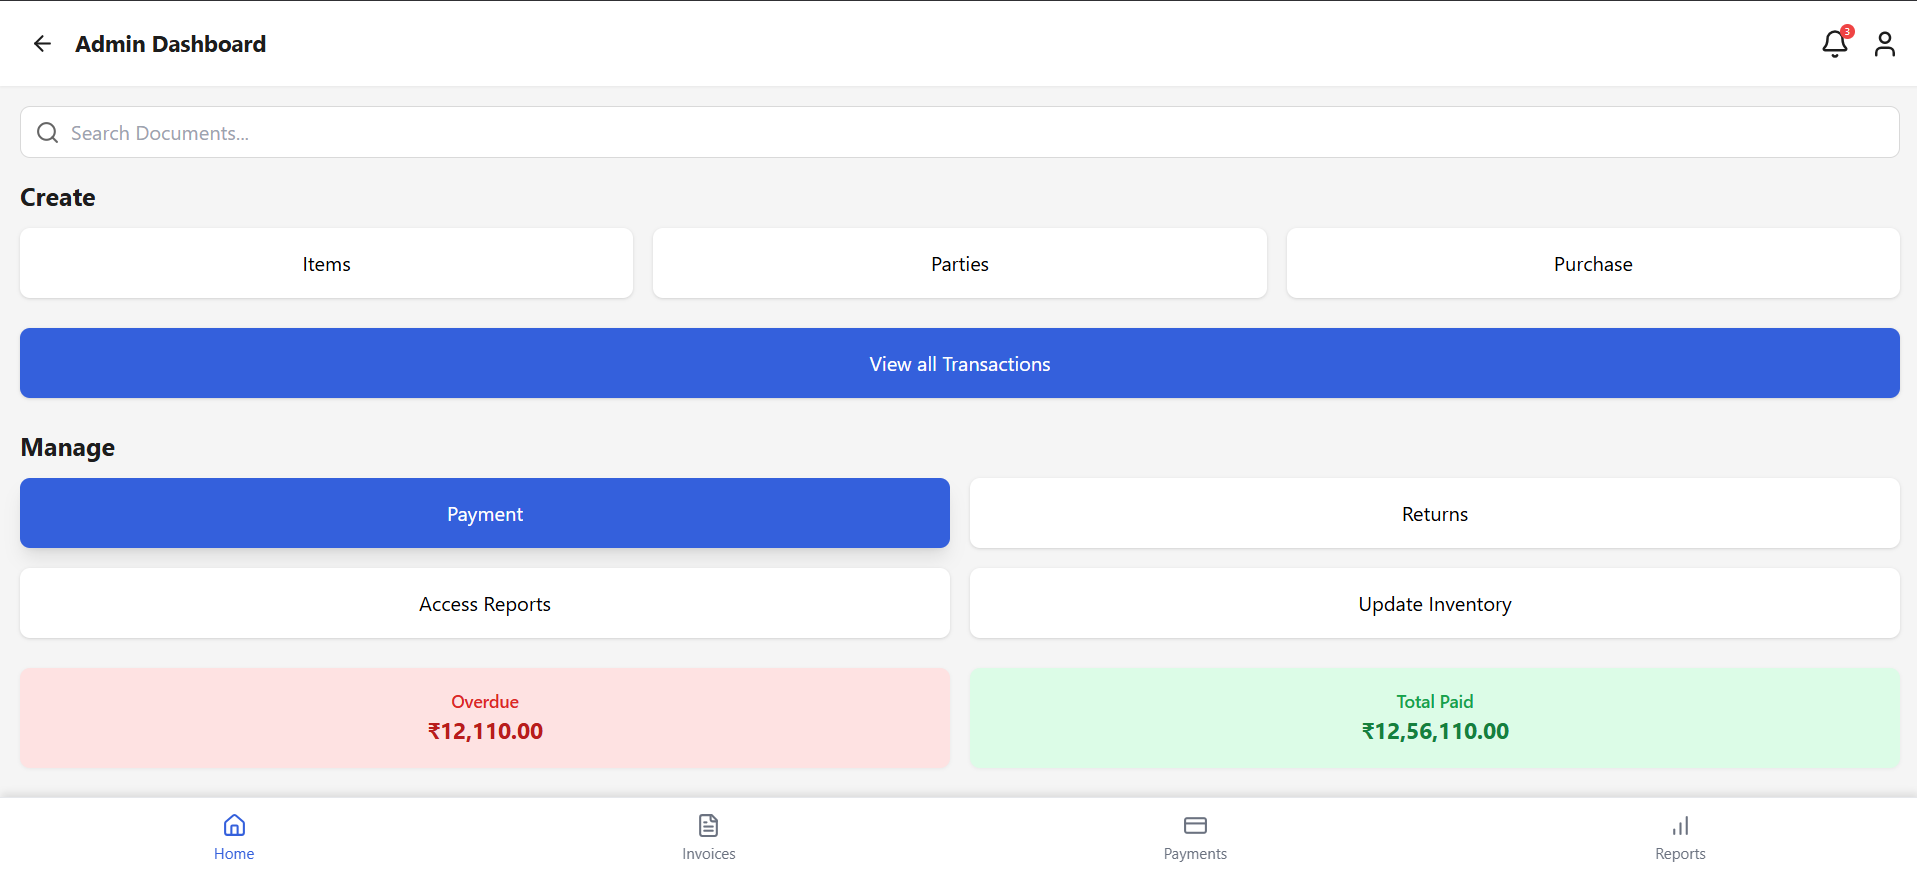 Admin Dashboard
3
Search Documents...
Create
Items
Parties
Purchase
View all Transactions
Manage
Payment
Returns
Access Reports
Update Inventory
Overdue
₹12,110.00
Total Paid
₹12,56,110.00
Home
Invoices
Payments
Reports